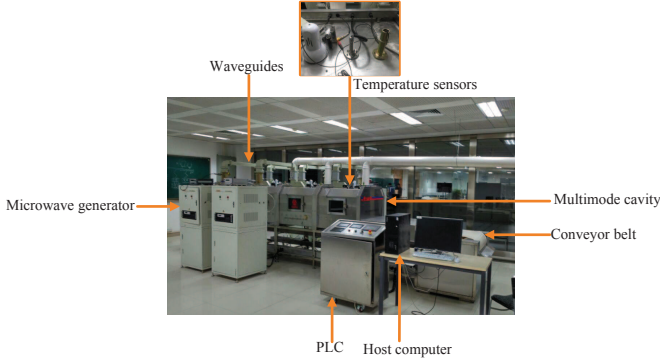 Waveguides
Temperature sensors
Microwave generator
Multimode cavity
Conveyor belt
PLC
Host computer